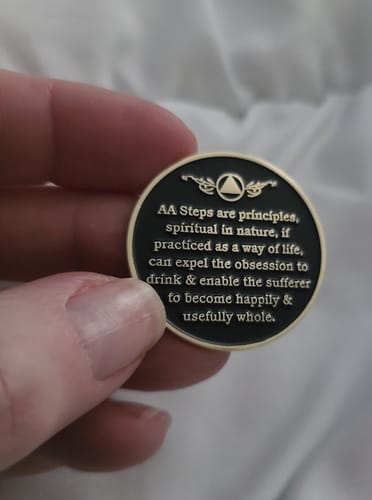 AA Steps are principles,
spiritual in nature, if
practiced as a way of life,
can expel the obsession to
drink & enable the sufferer
to become happily &
usefully whole.